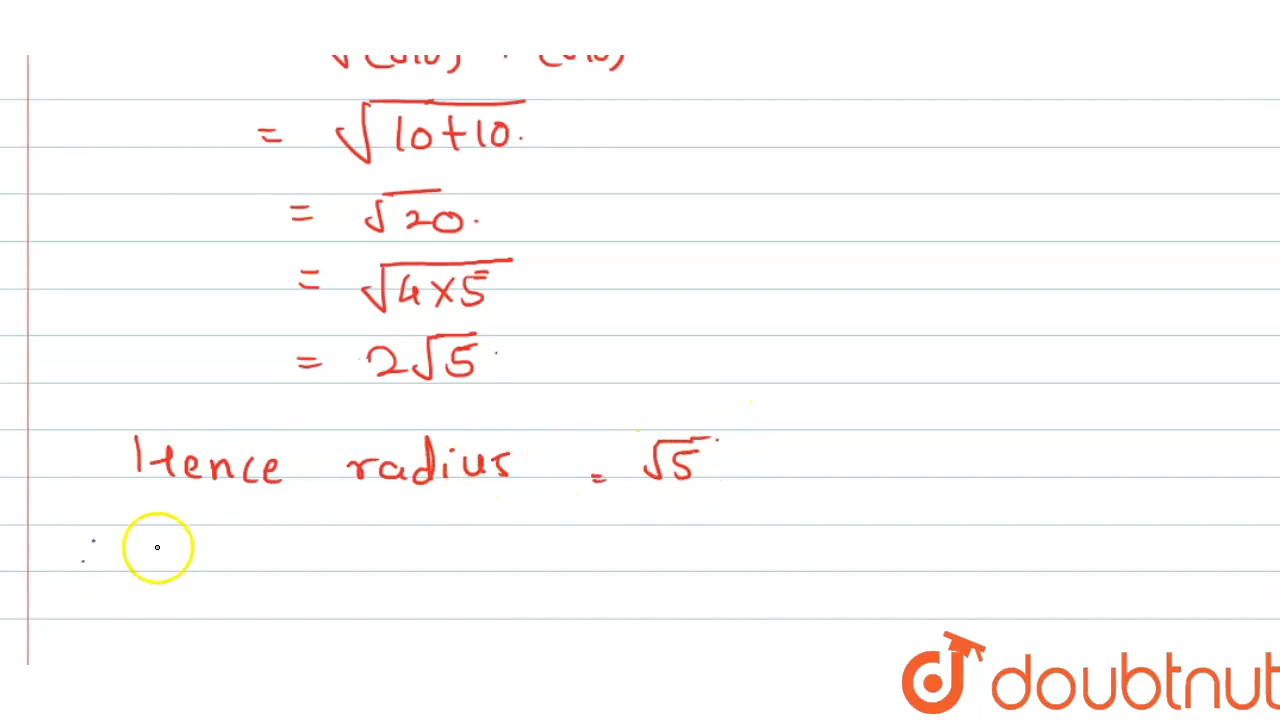 = √10+10.
= √20.
= √4×5
= 2√5.
Hence radius = √5
doubtnut